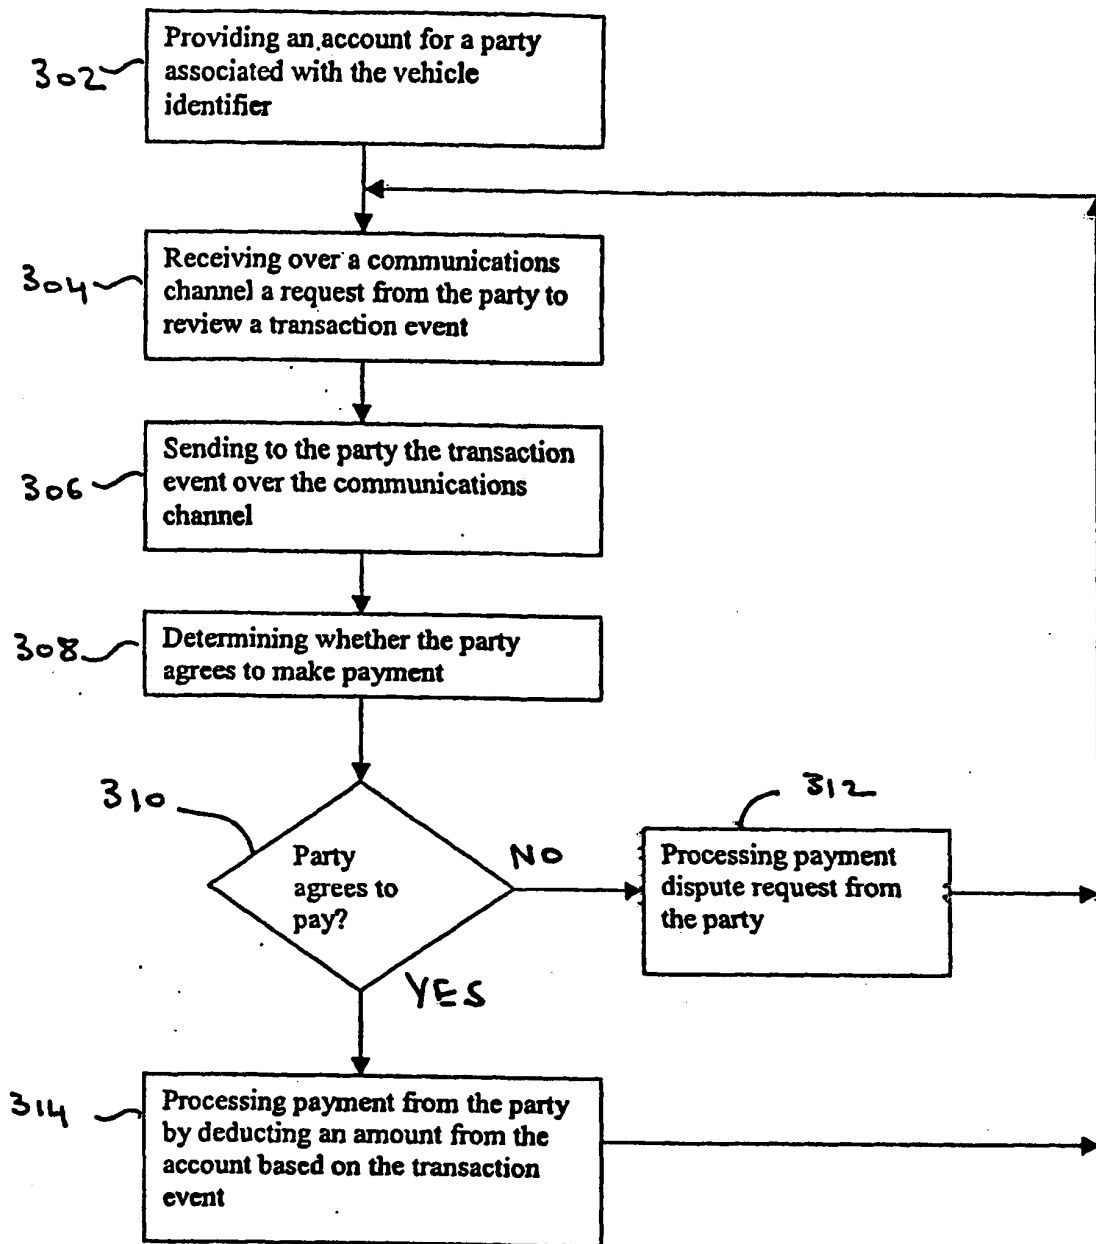 Providing an account for a party
associated with the vehicle
identifier
302
Receiving over a communications
channel a request from the party to
review a transaction event
304
Sending to the party the transaction
event over the communications
channel
306
Determining whether the party
agrees to make payment
308
310
Party
agrees to
pay?
NO
YES
312
Processing payment
dispute request from
the party
314
Processing payment from the party
by deducting an amount from the
account based on the transaction
event